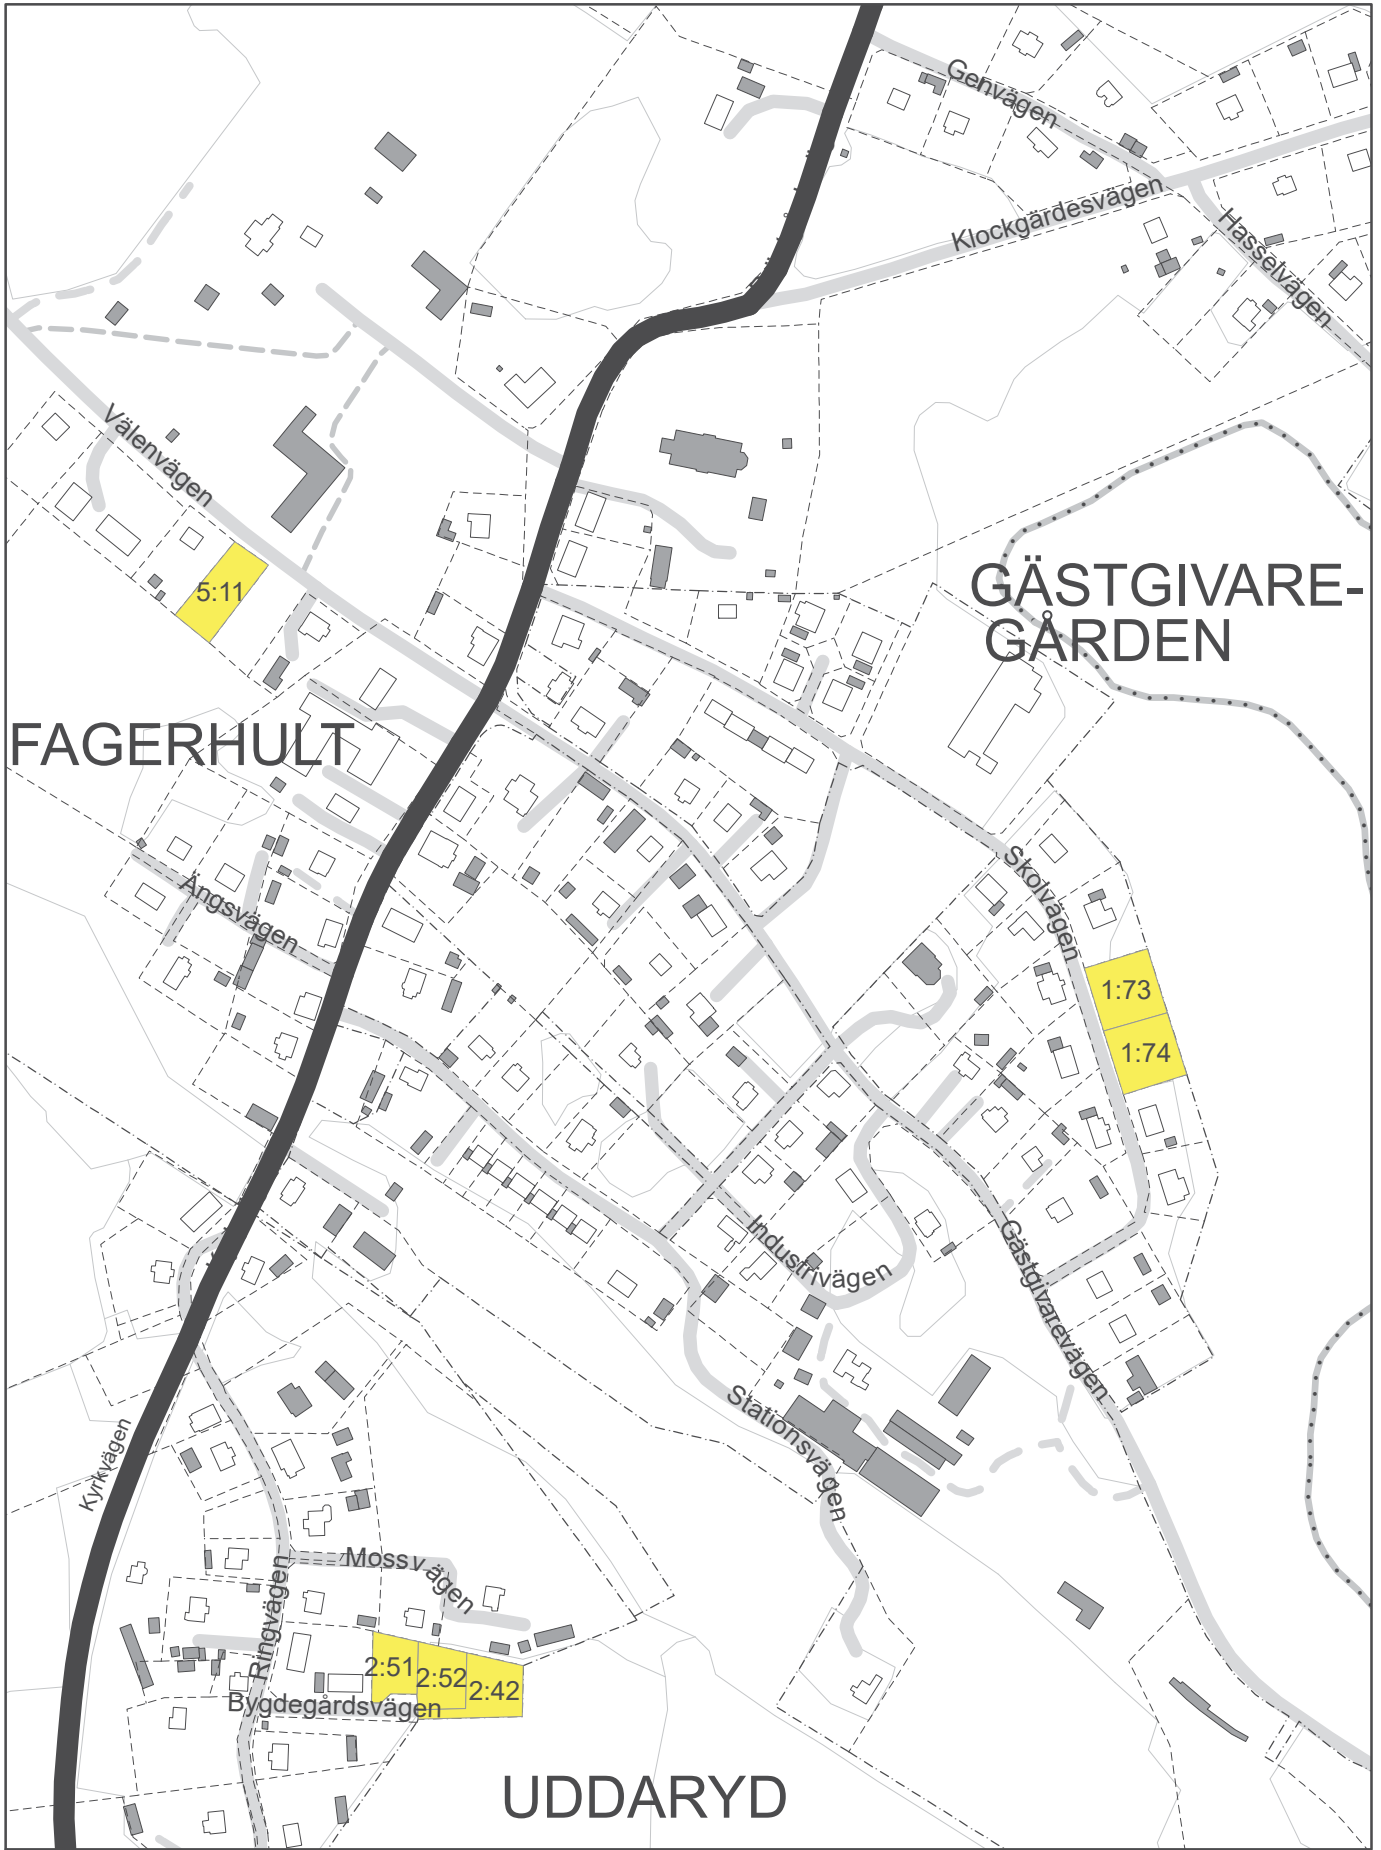 Genvägen
Klockgärdesvägen
Hasselvägen
Välenvägen
5:11
GÄSTGIVARE-
GÅRDEN
FAGERHULT
Skolvägen
Ängsvägen
1:73
1:74
Industrivägen
Gästgivarevägen
Stationsvägen
Kyrkvägen
Mossvägen
Ringvägen
2:51
2:52
2:42
Bygdegårdsvägen
UDDARYD